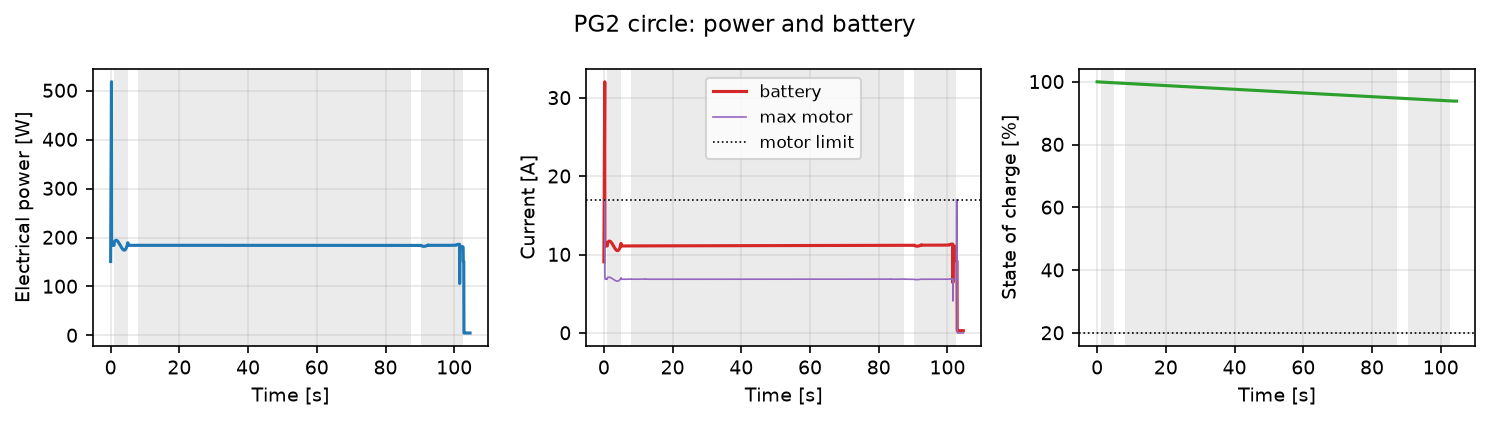 PG2 circle: power and battery
Electrical power [W]
500
400
300
200
100
0
0 20 40 60 80 100
Time [s]
Current [A]
30
20
10
0
battery
max motor
motor limit
0 20 40 60 80 100
Time [s]
State of charge [%]
100
80
60
40
20
0 20 40 60 80 100
Time [s]